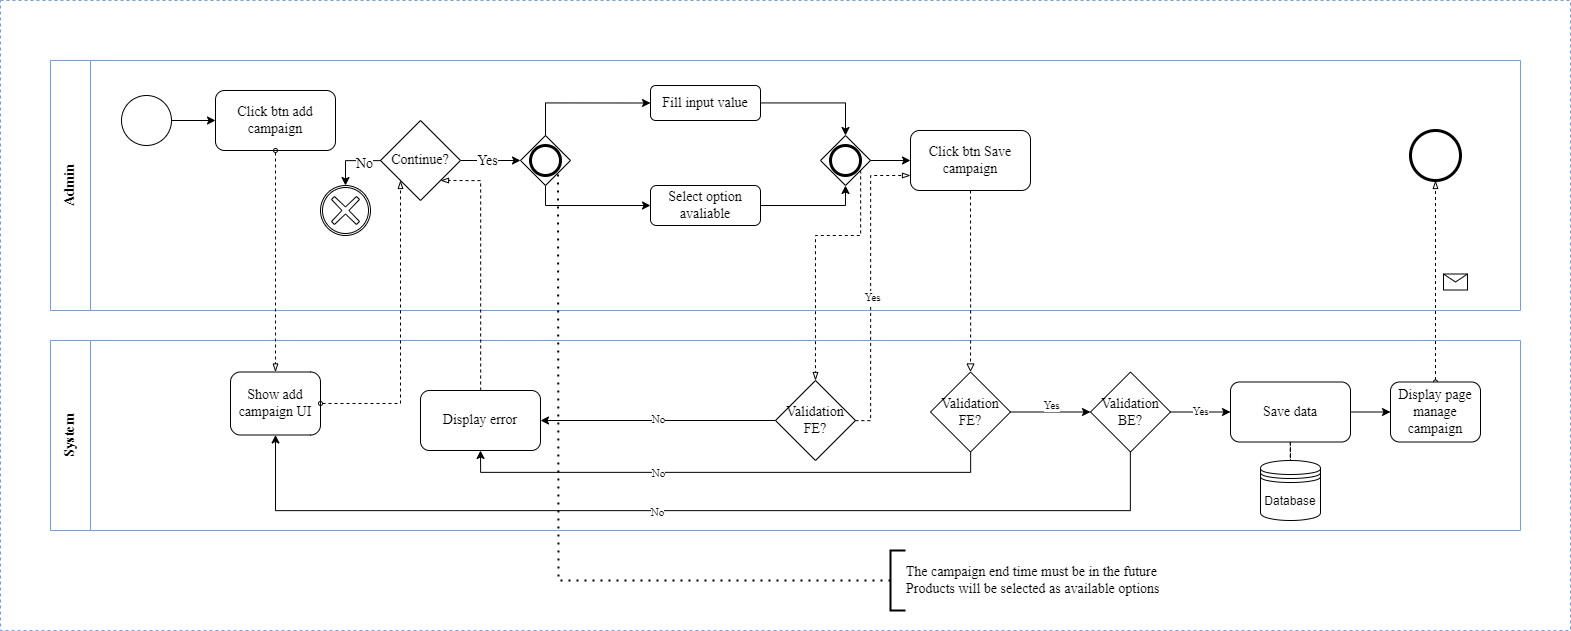 Admin
Click btn add
campaign
No
Continue?
Yes
Fill input value
Select option
avaliable
Click btn Save
campaign
Yes
System
Show add
campaign UI
Display error
No
Validation
FE?
Validation
FE?
Yes
Validation
BE?
Yes
Save data
Display page
manage
campaign
No
No
Database
The campaign end time must be in the future
Products will be selected as available options